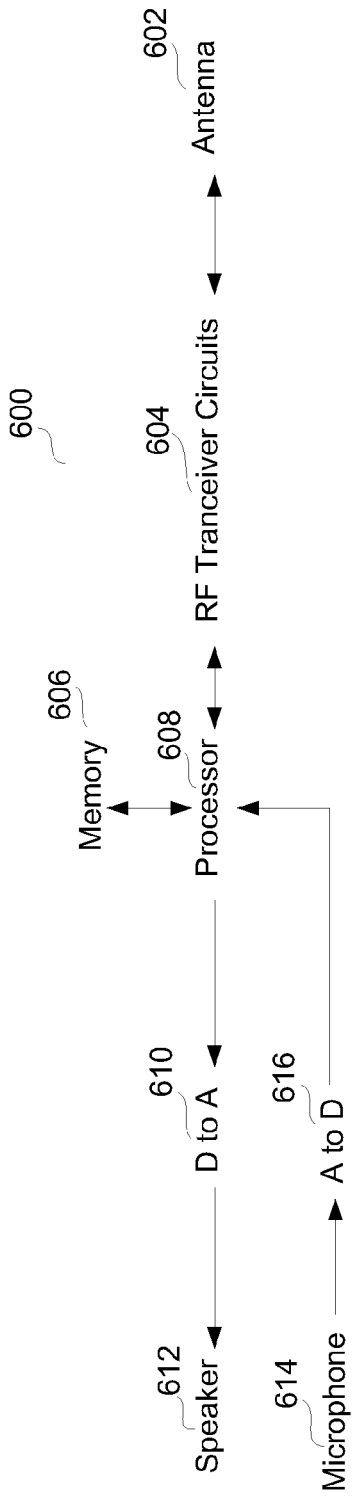 600
606
Memory
612
Speaker
610
D to A
608
Processor
604
RF Tranceiver Circuits
602
Antenna
614
Microphone
616
A to D